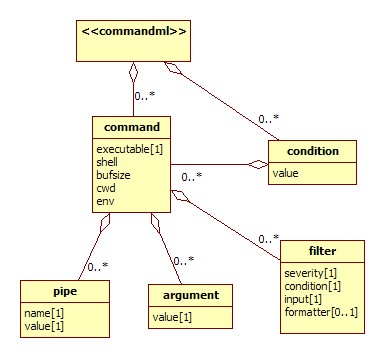 <<commandml>>
0..*
0..*
command
executable[1]
shell
bufsize
cwd
env
condition
value
0..*
0..*
0..*
0..*
filter
severity[1]
condition[1]
input[1]
formatter[0..1]
pipe
name[1]
value[1]
argument
value[1]